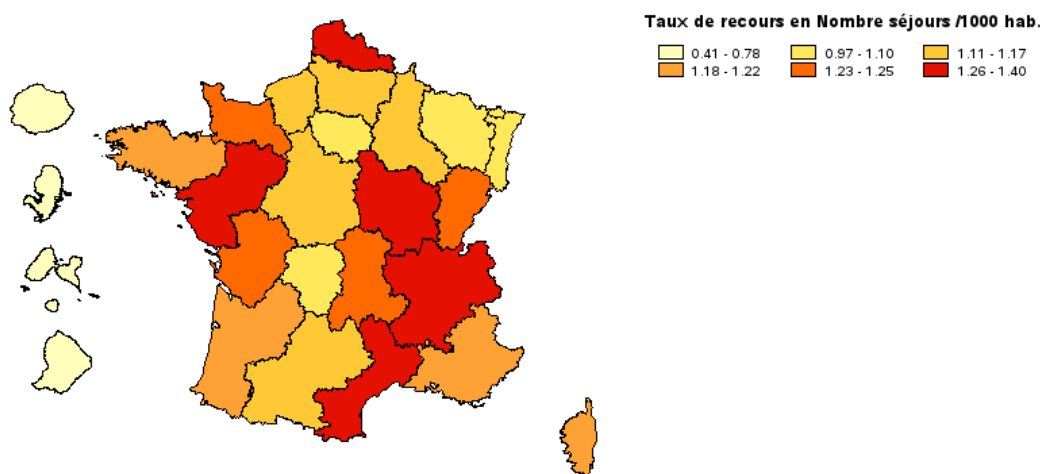 Taux de recours en Nombre séjours /1000 hab.
0.41 - 0.78 0.97 - 1.10 1.11 - 1.17
1.18 - 1.22 1.23 - 1.25 1.26 - 1.40